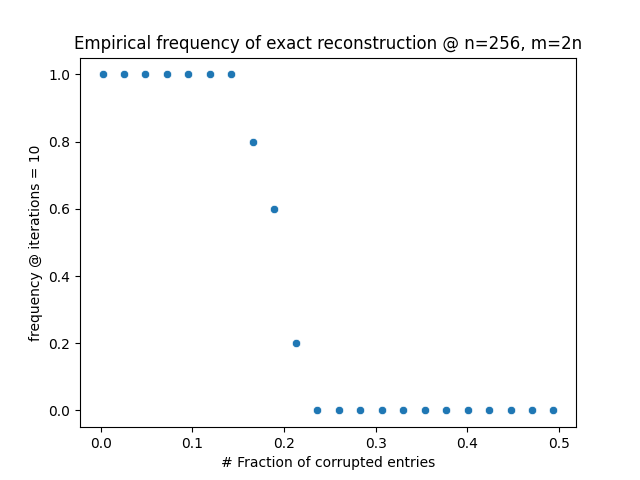 Empirical frequency of exact reconstruction @ n=256, m=2n
1.0
0.8
0.6
0.4
0.2
0.0
frequency @ iterations = 10
0.0 0.1 0.2 0.3 0.4 0.5
# Fraction of corrupted entries